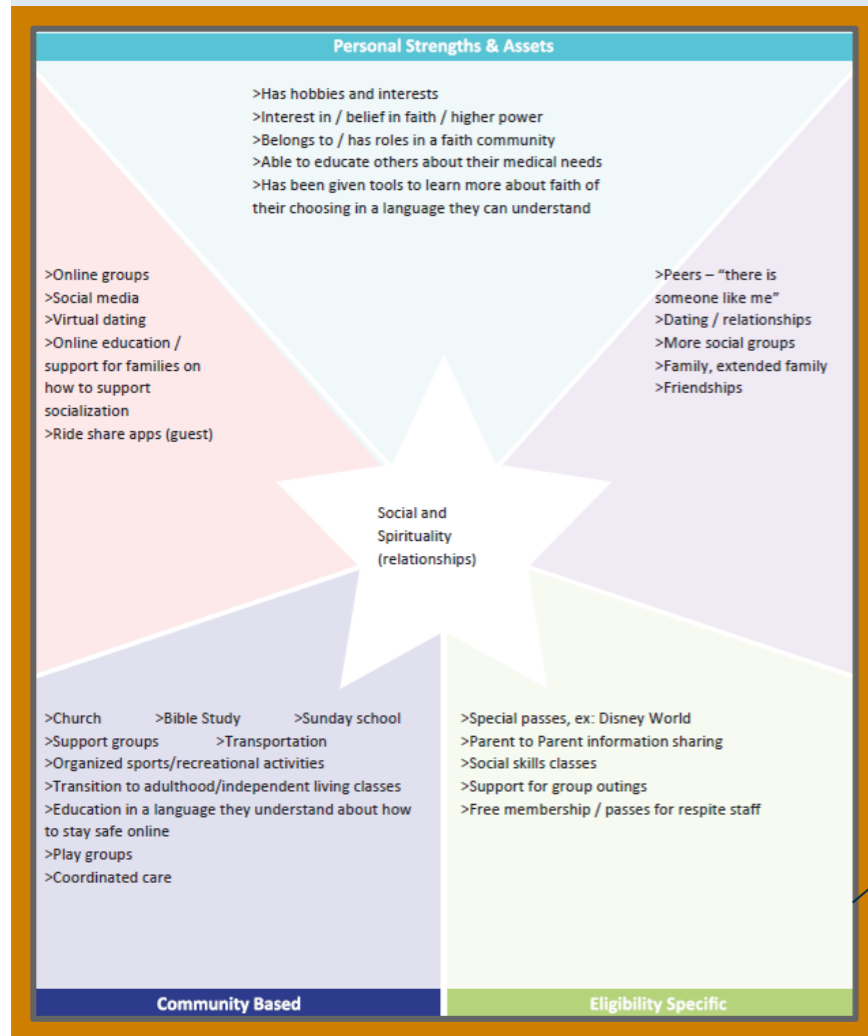 Personal Strengths & Assets
>Has hobbies and interests
>Interest in / belief in faith / higher power
>Belongs to / has roles in a faith community
>Able to educate others about their medical needs
>Has been given tools to learn more about faith of
their choosing in a language they can understand
>Online groups
>Social media
>Virtual dating
>Online education /
support for families on
how to support
socialization
>Ride share apps (guest)
>Peers – “there is
someone like me”
>Dating / relationships
>More social groups
>Family, extended family
>Friendships
Social and
Spirituality
(relationships)
>Church >Bible Study >Sunday school
>Support groups >Transportation
>Organized sports/recreational activities
>Transition to adulthood/independent living classes
>Education in a language they understand about how
to stay safe online
>Play groups
>Coordinated care
>Special passes, ex: Disney World
>Parent to Parent information sharing
>Social skills classes
>Support for group outings
>Free membership / passes for respite staff
Community Based
Eligibility Specific